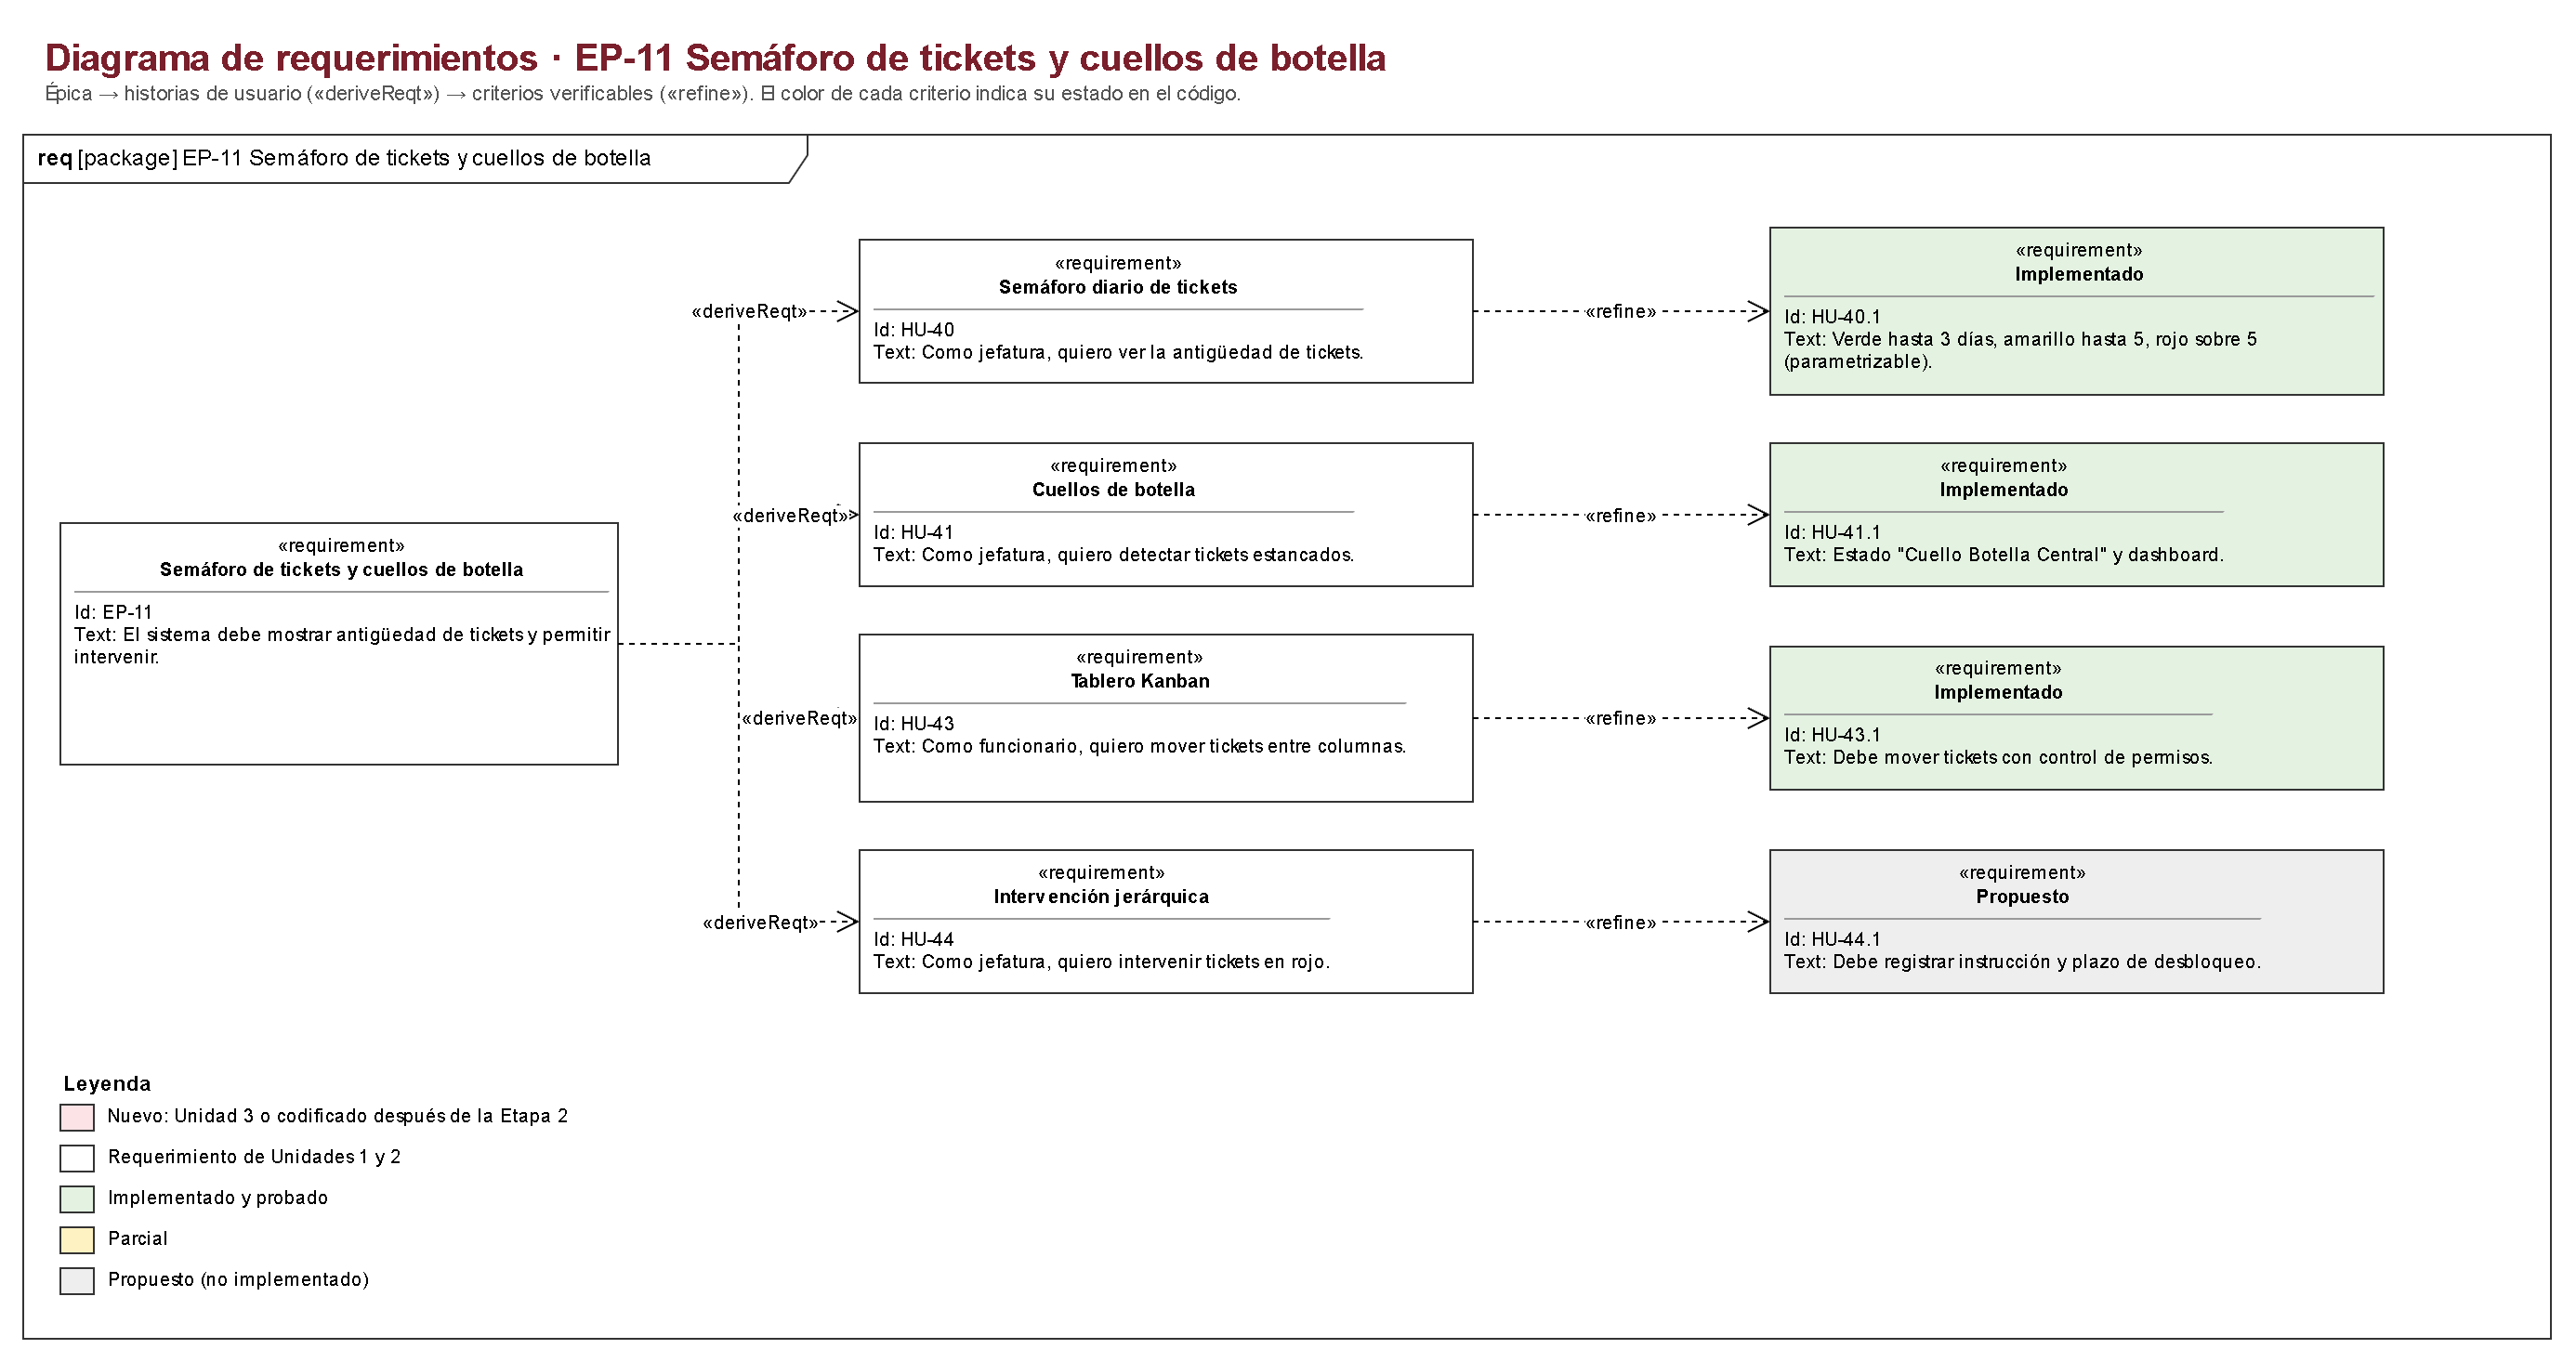 Diagrama de requerimientos · EP-11 Semáforo de tickets y cuellos de botella
Épica → historias de usuario («deriveReqt») → criterios verificables («refine»). El color de cada criterio indica su estado en el código.
req [package] EP-11 Semáforo de tickets y cuellos de botella
«requirement»
Semáforo de tickets y cuellos de botella
Id: EP-11
Text: El sistema debe mostrar antigüedad de tickets y permitir
intervenir.
«deriveReqt»
«requirement»
Semáforo diario de tickets
Id: HU-40
Text: Como jefatura, quiero ver la antigüedad de tickets.
«refine»
«requirement»
Implementado
Id: HU-40.1
Text: Verde hasta 3 días, amarillo hasta 5, rojo sobre 5
(parametrizable).
«deriveReqt»
«requirement»
Cuellos de botella
Id: HU-41
Text: Como jefatura, quiero detectar tickets estancados.
«refine»
«requirement»
Implementado
Id: HU-41.1
Text: Estado "Cuello Botella Central" y dashboard.
«deriveReqt»
«requirement»
Tablero Kanban
Id: HU-43
Text: Como funcionario, quiero mover tickets entre columnas.
«refine»
«requirement»
Implementado
Id: HU-43.1
Text: Debe mover tickets con control de permisos.
«deriveReqt»
«requirement»
Intervención jerárquica
Id: HU-44
Text: Como jefatura, quiero intervenir tickets en rojo.
«refine»
«requirement»
Propuesto
Id: HU-44.1
Text: Debe registrar instrucción y plazo de desbloqueo.
Leyenda
Nuevo: Unidad 3 o codificado después de la Etapa 2
Requerimiento de Unidades 1 y 2
Implementado y probado
Parcial
Propuesto (no implementado)